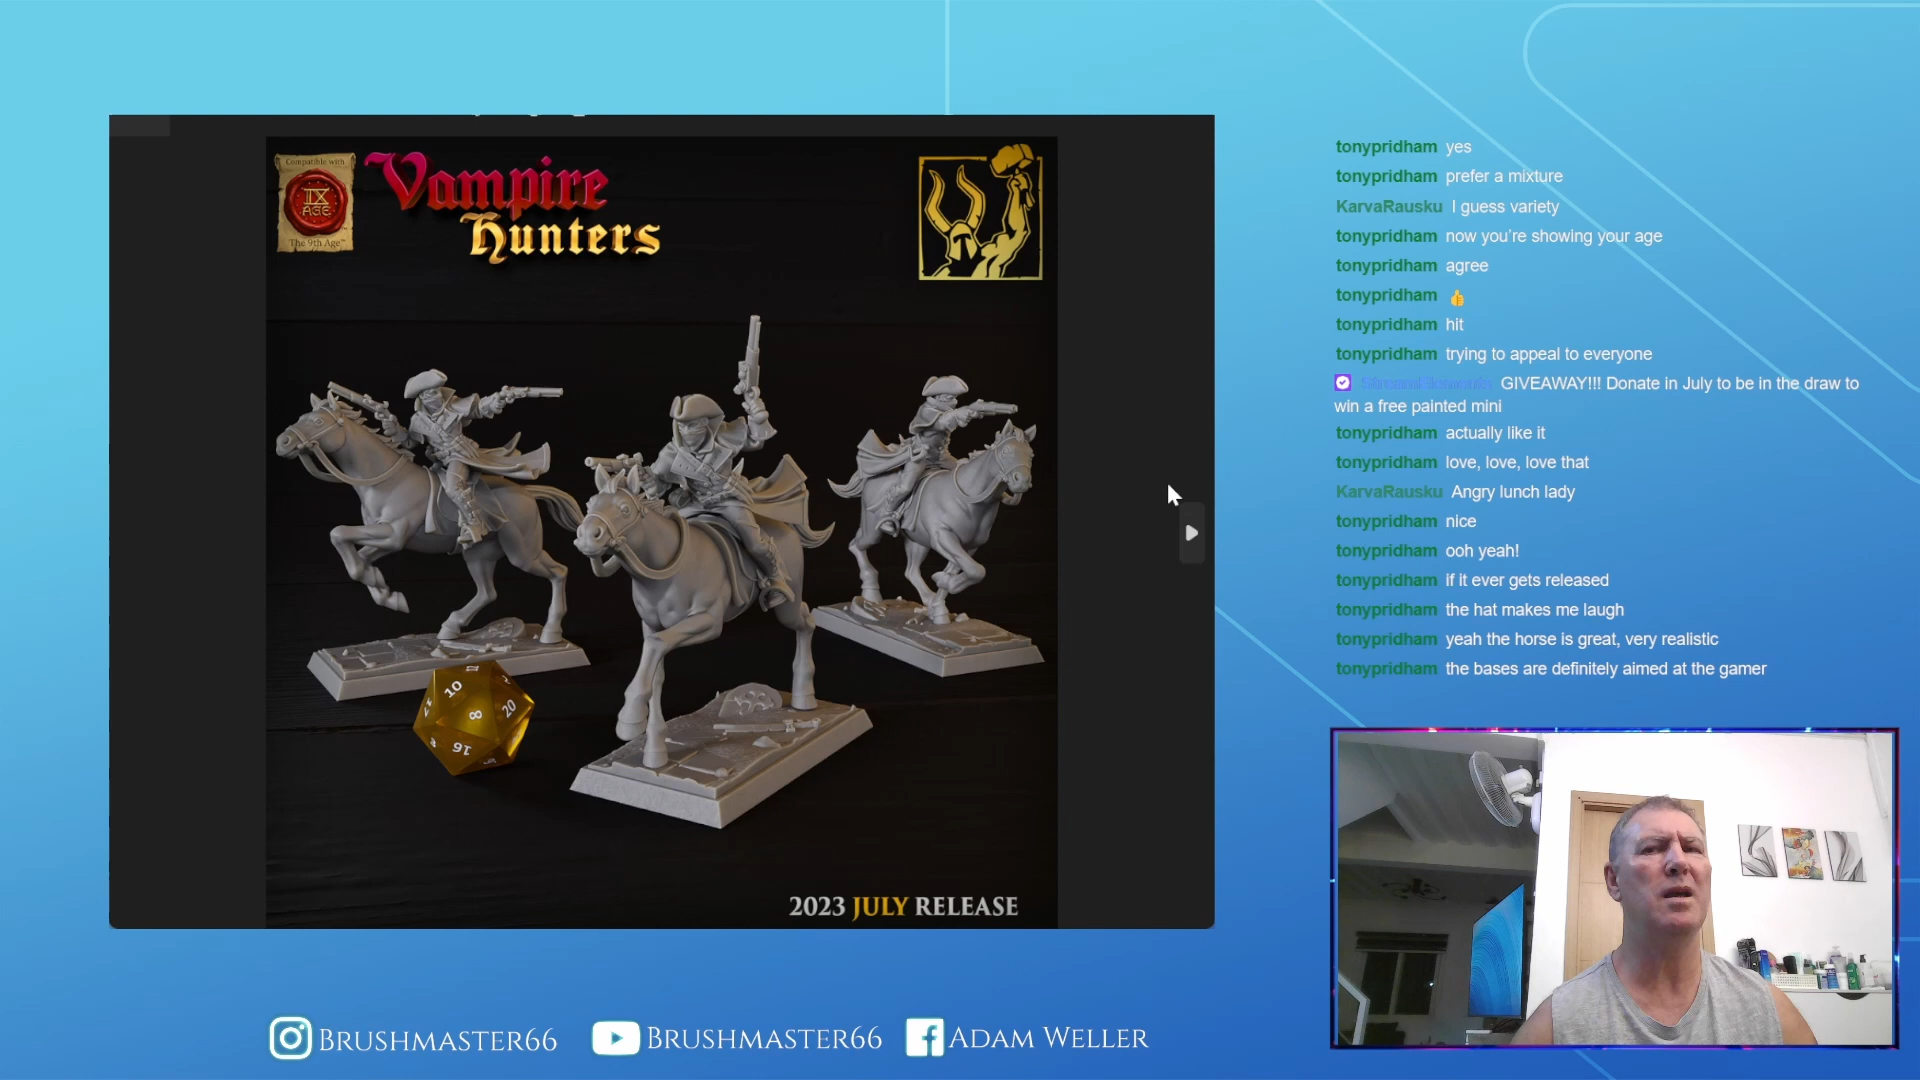 Compatible with
IX
AGE
The 9th Age
Vampire
Hunters
10
8
20
16
2023 JULY RELEASE
tonypridham yes
tonypridham prefer a mixture
KarvaRausku I guess variety
tonypridham now you're showing your age
tonypridham agree
tonypridham 👍
tonypridham hit
tonypridham trying to appeal to everyone
StreamElements GIVEAWAY!!! Donate in July to be in the draw to
win a free painted mini
tonypridham actually like it
tonypridham love, love, love that
KarvaRausku Angry lunch lady
tonypridham nice
tonypridham ooh yeah!
tonypridham if it ever gets released
tonypridham the hat makes me laugh
tonypridham yeah the horse is great, very realistic
tonypridham the bases are definitely aimed at the gamer
BRUSHMASTER66
BRUSHMASTER66
ADAM WELLER